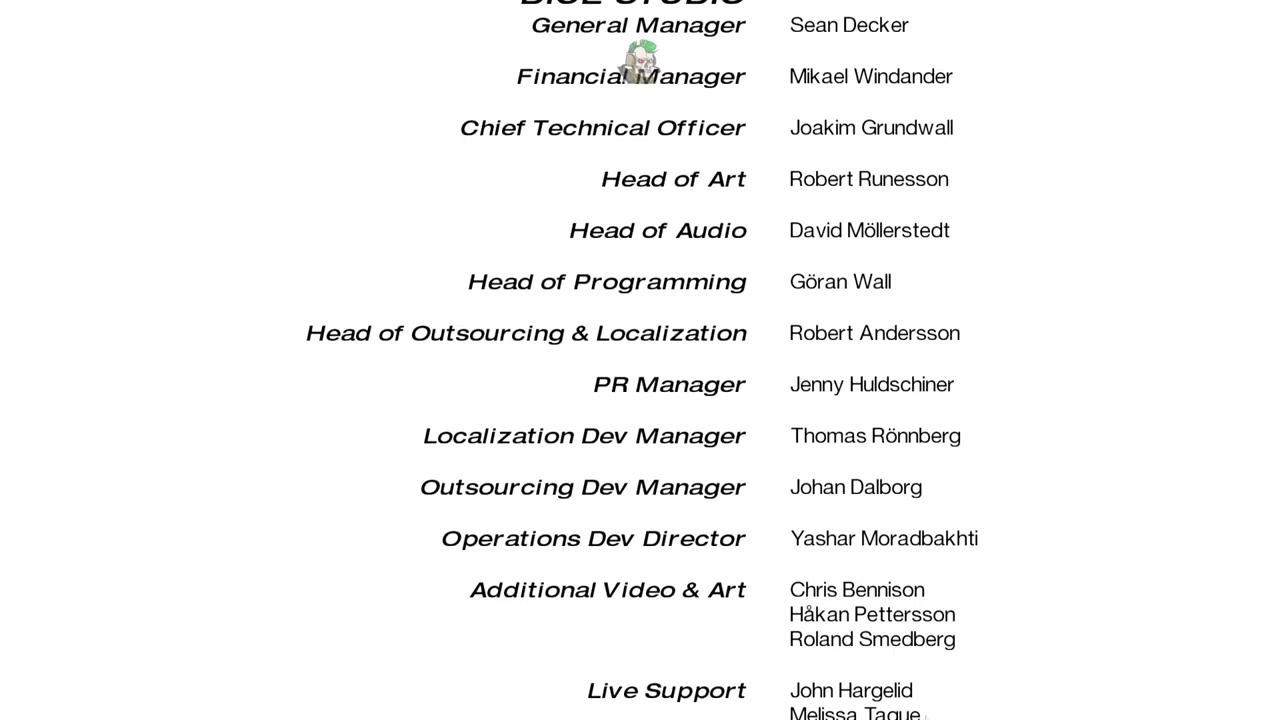 DICE STUDIO
General Manager Sean Decker
Financial Manager Mikael Windander
Chief Technical Officer Joakim Grundwall
Head of Art Robert Runesson
Head of Audio David Möllerstedt
Head of Programming Göran Wall
Head of Outsourcing & Localization Robert Andersson
PR Manager Jenny Huldschiner
Localization Dev Manager Thomas Rönnberg
Outsourcing Dev Manager Johan Dalborg
Operations Dev Director Yashar Moradbakhti
Additional Video & Art Chris Bennison
Håkan Pettersson
Roland Smedberg
Live Support John Hargelid
Melissa Tague